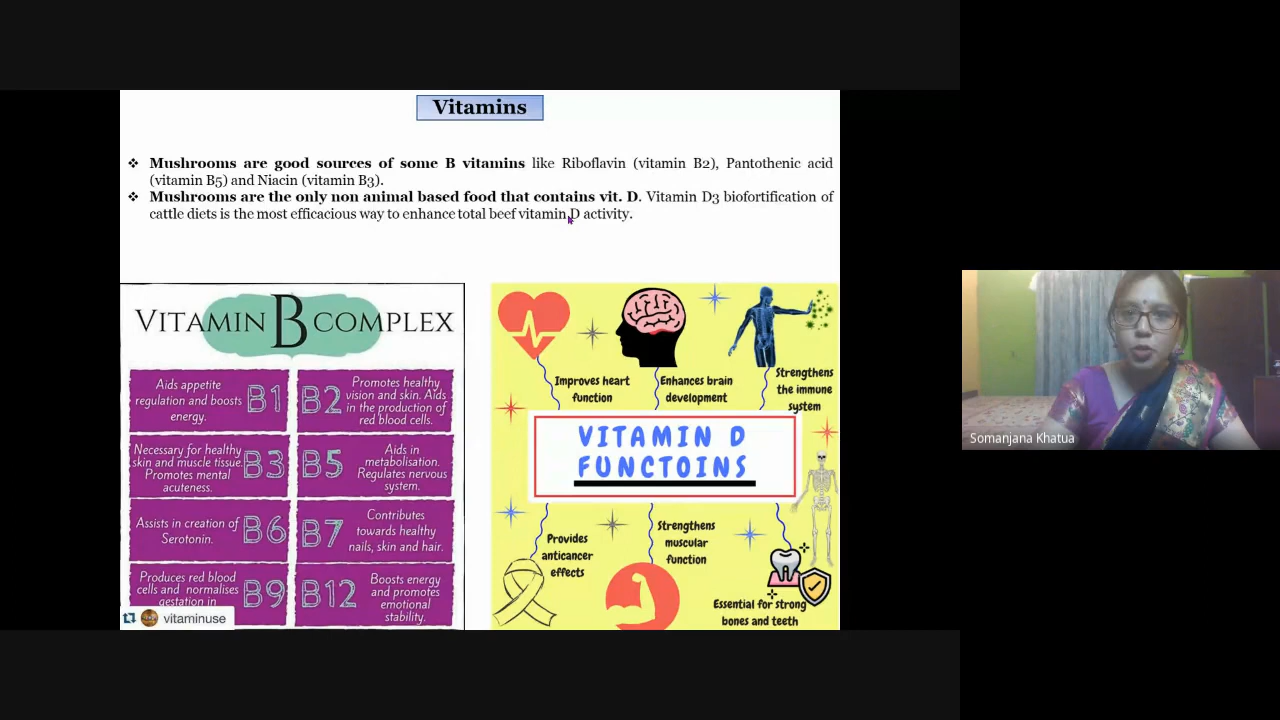 Vitamins
❖ Mushrooms are good sources of some B vitamins like Riboflavin (vitamin B2), Pantothenic acid
(vitamin B5) and Niacin (vitamin B3).
❖ Mushrooms are the only non animal based food that contains vit. D. Vitamin D3 biofortification of
cattle diets is the most efficacious way to enhance total beef vitamin D activity.
VITAMIN B COMPLEX
Aids appetite
regulation and boosts
energy.
B1
B2
Promotes healthy
vision and skin. Aids
in the production of
red blood cells.
Necessary for healthy
skin and muscle tissue.
Promotes mental
acuteness.
B3
B5
Aids in
metabolisation.
Regulates nervous
system.
Assists in creation of
Serotonin.
B6
B7
Contributes
towards healthy
nails, skin and hair.
Produces red blood
cells and normalises
gestation in
B9
B12
Boosts energy
and promotes
emotional
stability.
vitaminuse
Improves heart
function
Enhances brain
development
Strengthens
the immune
system
VITAMIN D
FUNCTOINS
Provides
anticancer
effects
Strengthens
muscular
function
Essential for strong
bones and teeth
Somanjana Khatua